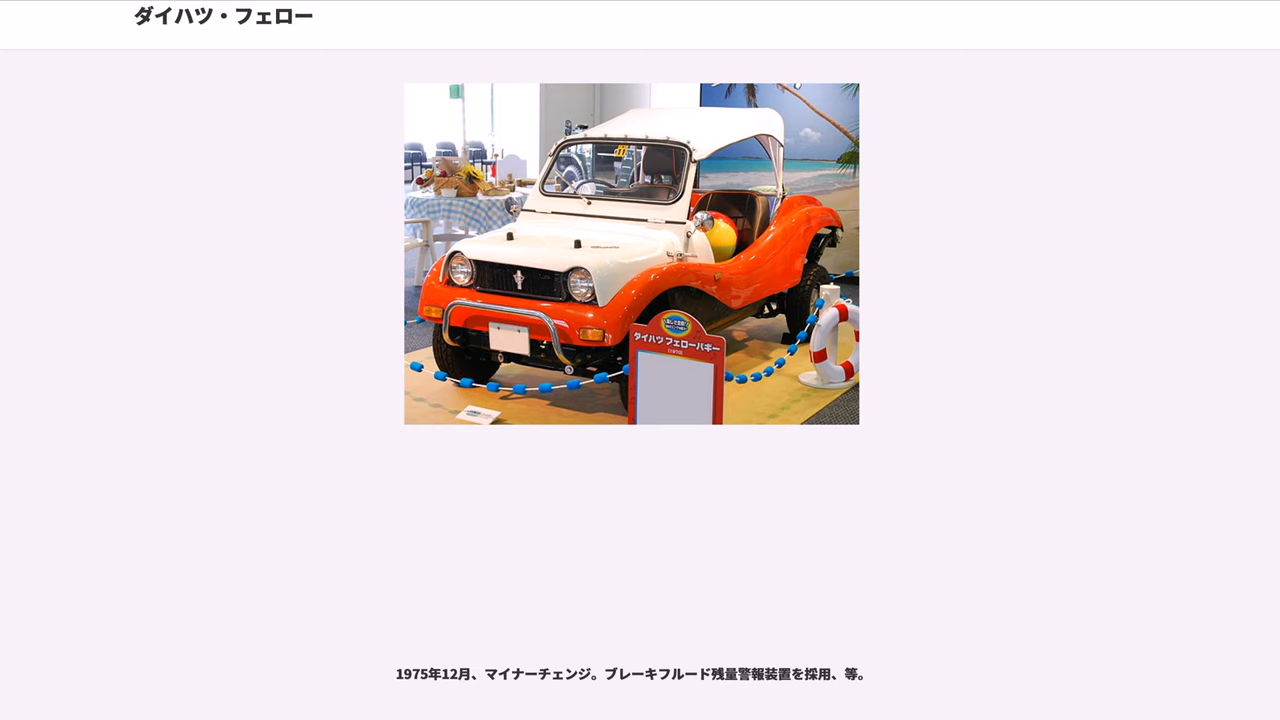 ダイハツ・フェロー
ダイハツ フェローバギー
(1970)
1975年12月、マイナーチェンジ。ブレーキフルード残量警報装置を採用、等。